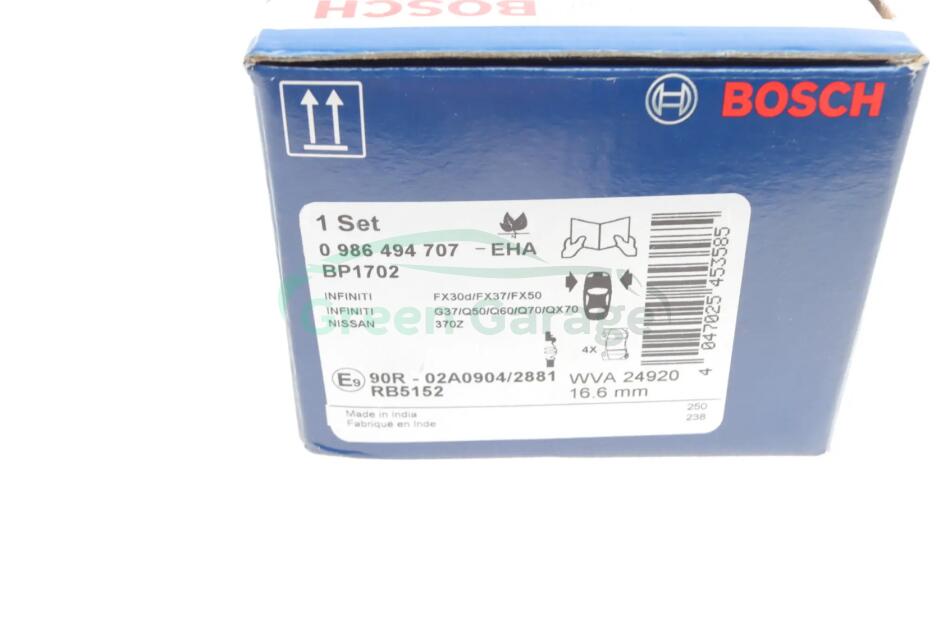 BOSCH BOSCH
BOSCH
1 Set
0 986 494 707 - EHA
BP1702
INFINITI FX30d/FX37/FX50
INFINITI G37/Q50/Q60/Q70/QX70
NISSAN 370Z
Green Garage
4X
E9 90R - 02A0904/2881 WVA 24920
RB5152 16.6 mm
Made in India 250
Fabriqué en Inde 238
4 047025 453585